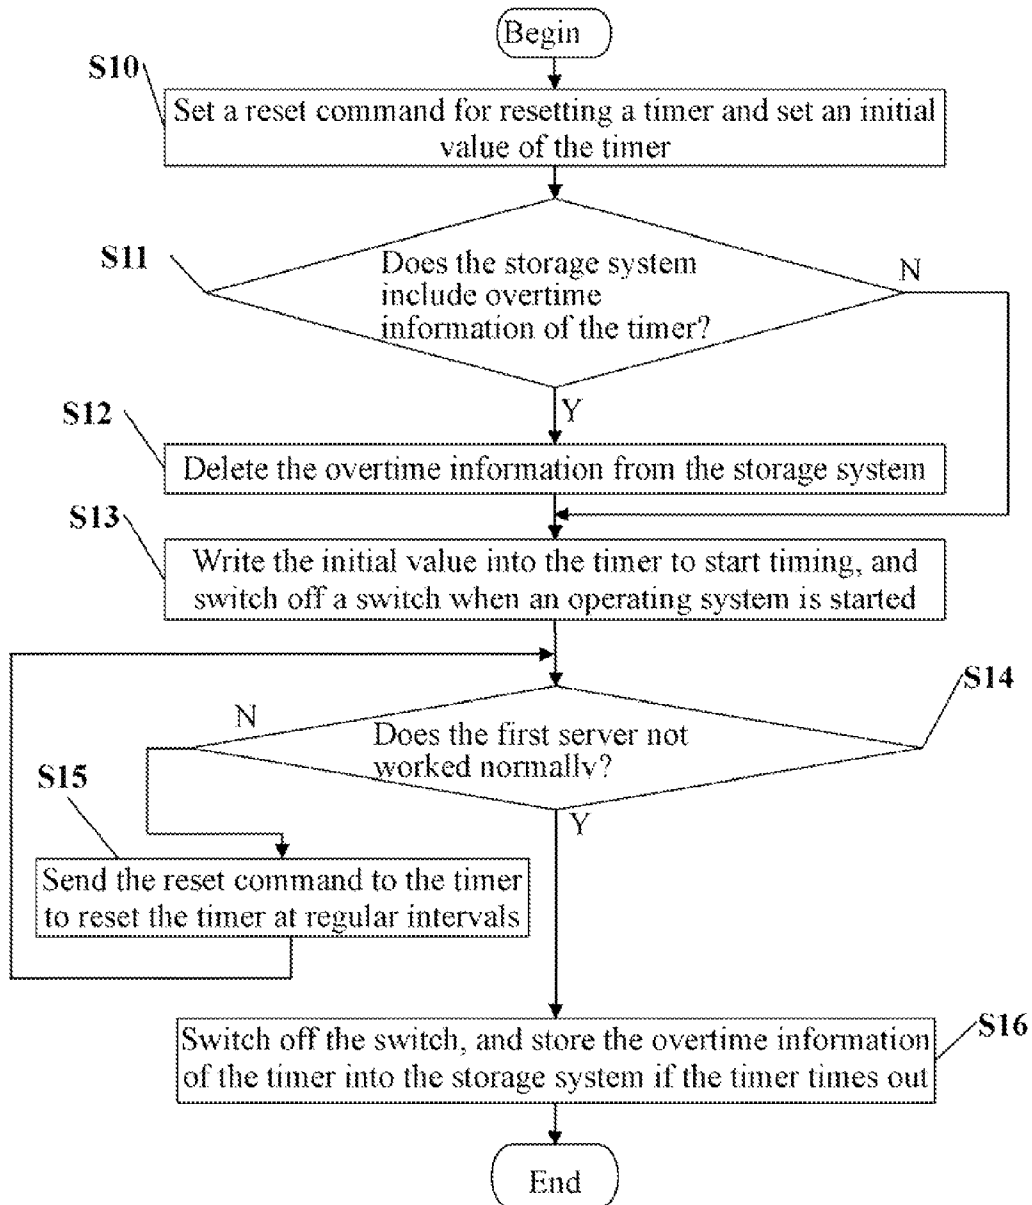 Begin
S10
Set a reset command for resetting a timer and set an initial
value of the timer
S11
Does the storage system
include overtime
information of the timer?
N
Y
S12
Delete the overtime information from the storage system
S13
Write the initial value into the timer to start timing, and
switch off a switch when an operating system is started
S14
N
Does the first server not
worked normally?
Y
S15
Send the reset command to the timer
to reset the timer at regular intervals
S16
Switch off the switch, and store the overtime information
of the timer into the storage system if the timer times out
End